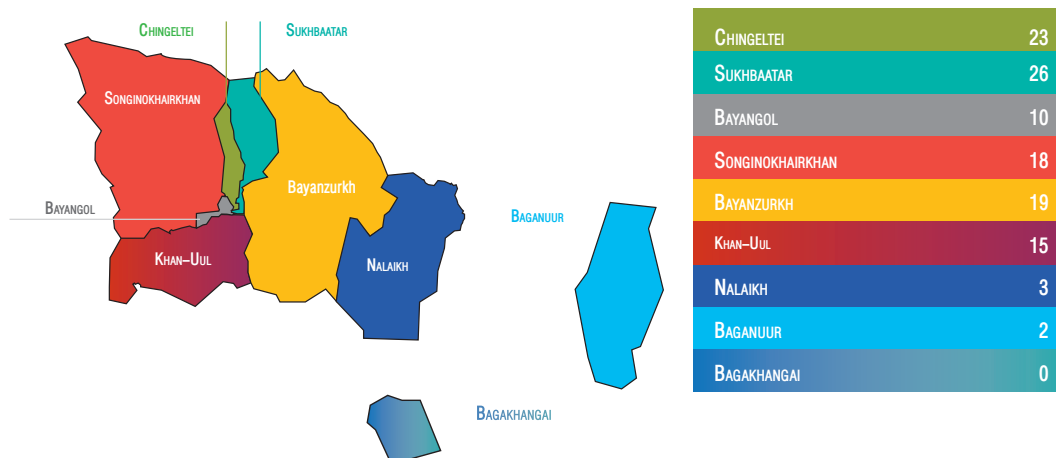 Chingeltei
Sukhbaatar
Songinokhairkhan
Bayanzurkh
Bayangol
Khan–Uul
Nalaikh
Baganuur
Bagakhangai
Chingeltei 23
Sukhbaatar 26
Bayangol 10
Songinokhairkhan 18
Bayanzurkh 19
Khan–Uul 15
Nalaikh 3
Baganuur 2
Bagakhangai 0